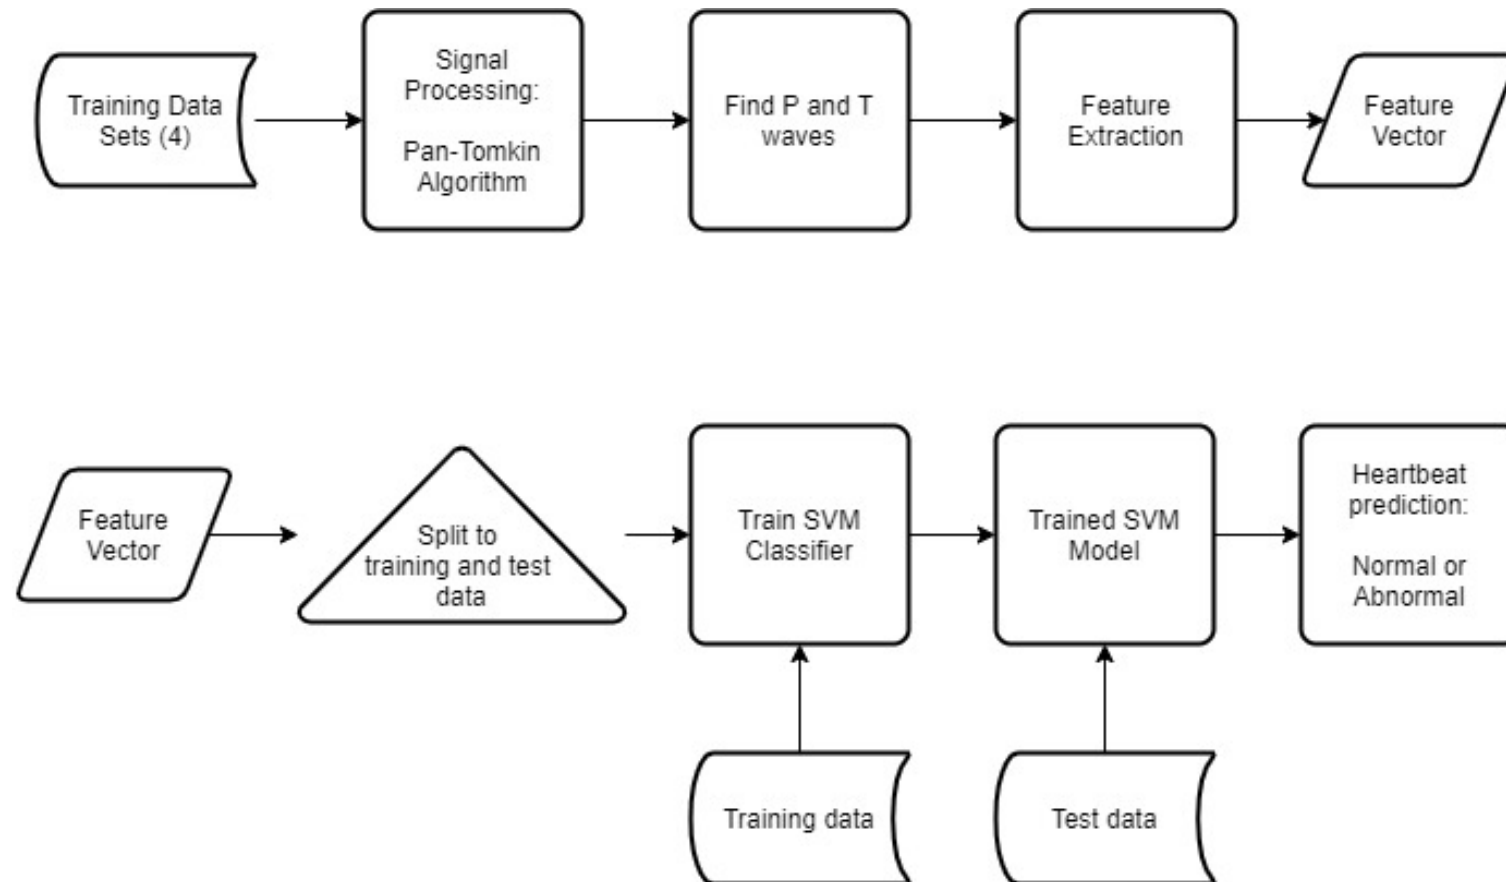 Training Data
Sets (4)
Signal
Processing:
Pan-Tomkin
Algorithm
Find P and T
waves
Feature
Extraction
Feature
Vector
Feature
Vector
Split to
training and test
data
Train SVM
Classifier
Trained SVM
Model
Heartbeat
prediction:
Normal or
Abnormal
Training data
Test data